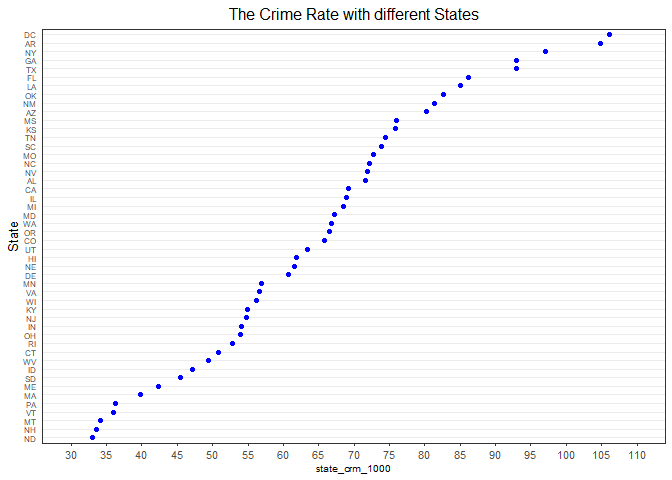 The Crime Rate with different States
State
DC
AR
NY
GA
TX
FL
LA
OK
NM
AZ
MS
KS
TN
SC
MO
NC
NV
AL
CA
IL
MI
MD
WA
OR
CO
UT
HI
NE
DE
MN
VA
WI
KY
NJ
IN
OH
RI
CT
WV
ID
SD
ME
MA
PA
VT
MT
NH
ND
30 35 40 45 50 55 60 65 70 75 80 85 90 95 100 105 110
state_crm_1000